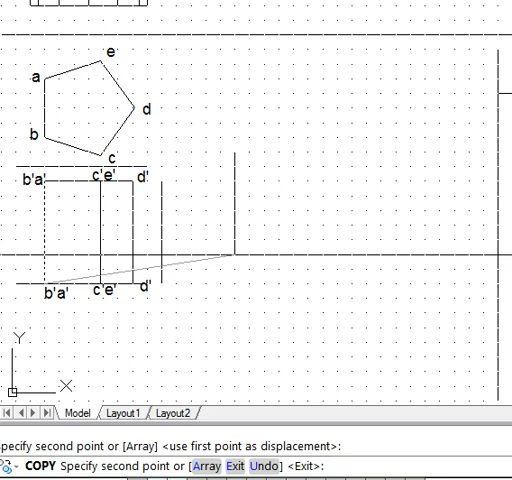 e
a
d
b
c
b'a' c'e' d'
b'a' c'e' d'
Y
X
Model Layout1 Layout2
pecify second point or [Array] <use first point as displacement>:
COPY Specify second point or [Array Exit Undo] <Exit>: